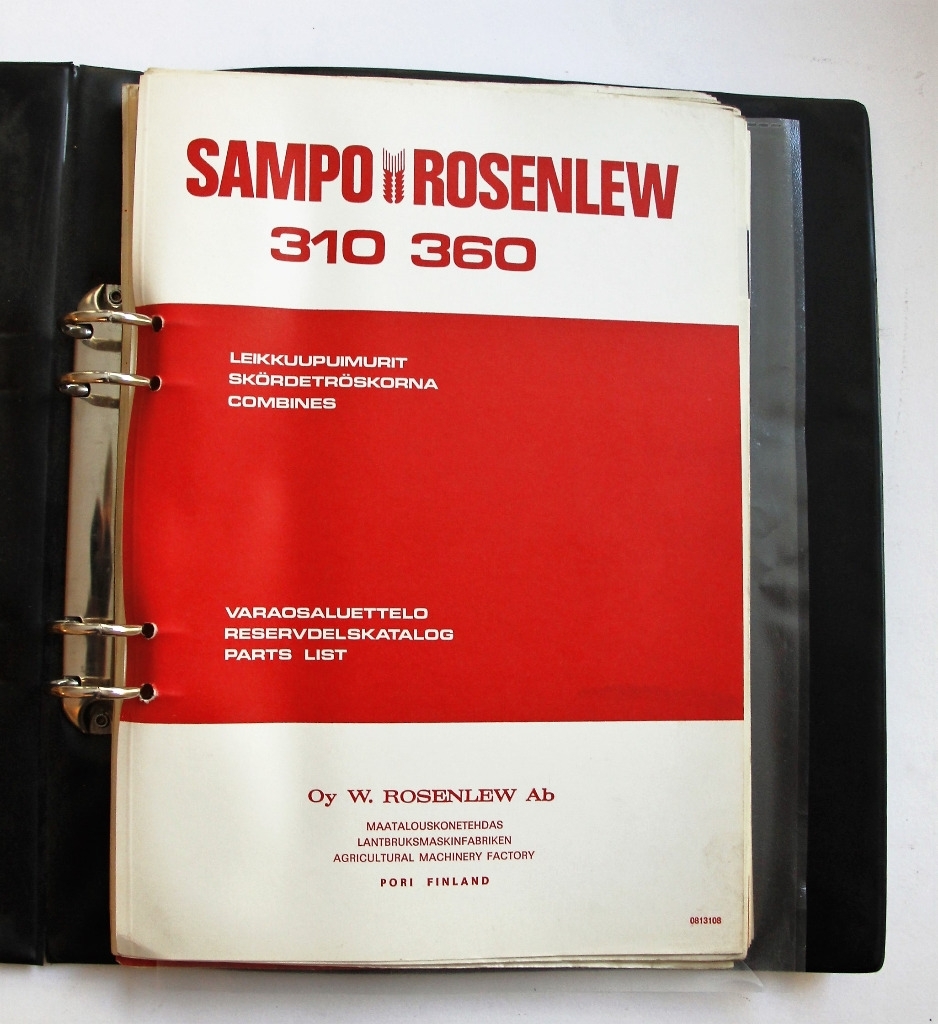 SAMPO ROSENLEW
310 360
LEIKKUUPUIMURIT
SKÖRDETRÖSKORNA
COMBINES
VARAOSALUETTELO
RESERVDELSKATALOG
PARTS LIST
Oy W. ROSENLEW Ab
MAATALOUSKONETEHDAS
LANTBRUKSMASKINFABRIKEN
AGRICULTURAL MACHINERY FACTORY
PORI FINLAND
0813108